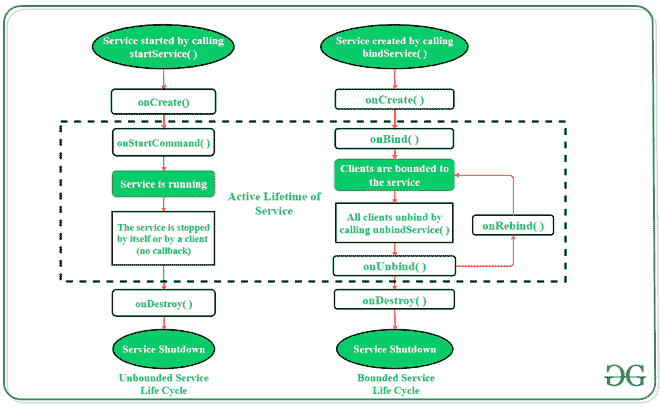 Service started by calling
startService( )
onCreate()
onStartCommand( )
Service is running
The service is stopped
by itself or by a client
(no callback)
onDestroy( )
Service Shutdown
Unbounded Service
Life Cycle
Active Lifetime of
Service
Service created by calling
bindService( )
onCreate( )
onBind( )
Clients are bounded to
the service
All clients unbind by
calling unbindService( )
onRebind( )
onUnbind( )
onDestroy( )
Service Shutdown
Bounded Service
Life Cycle